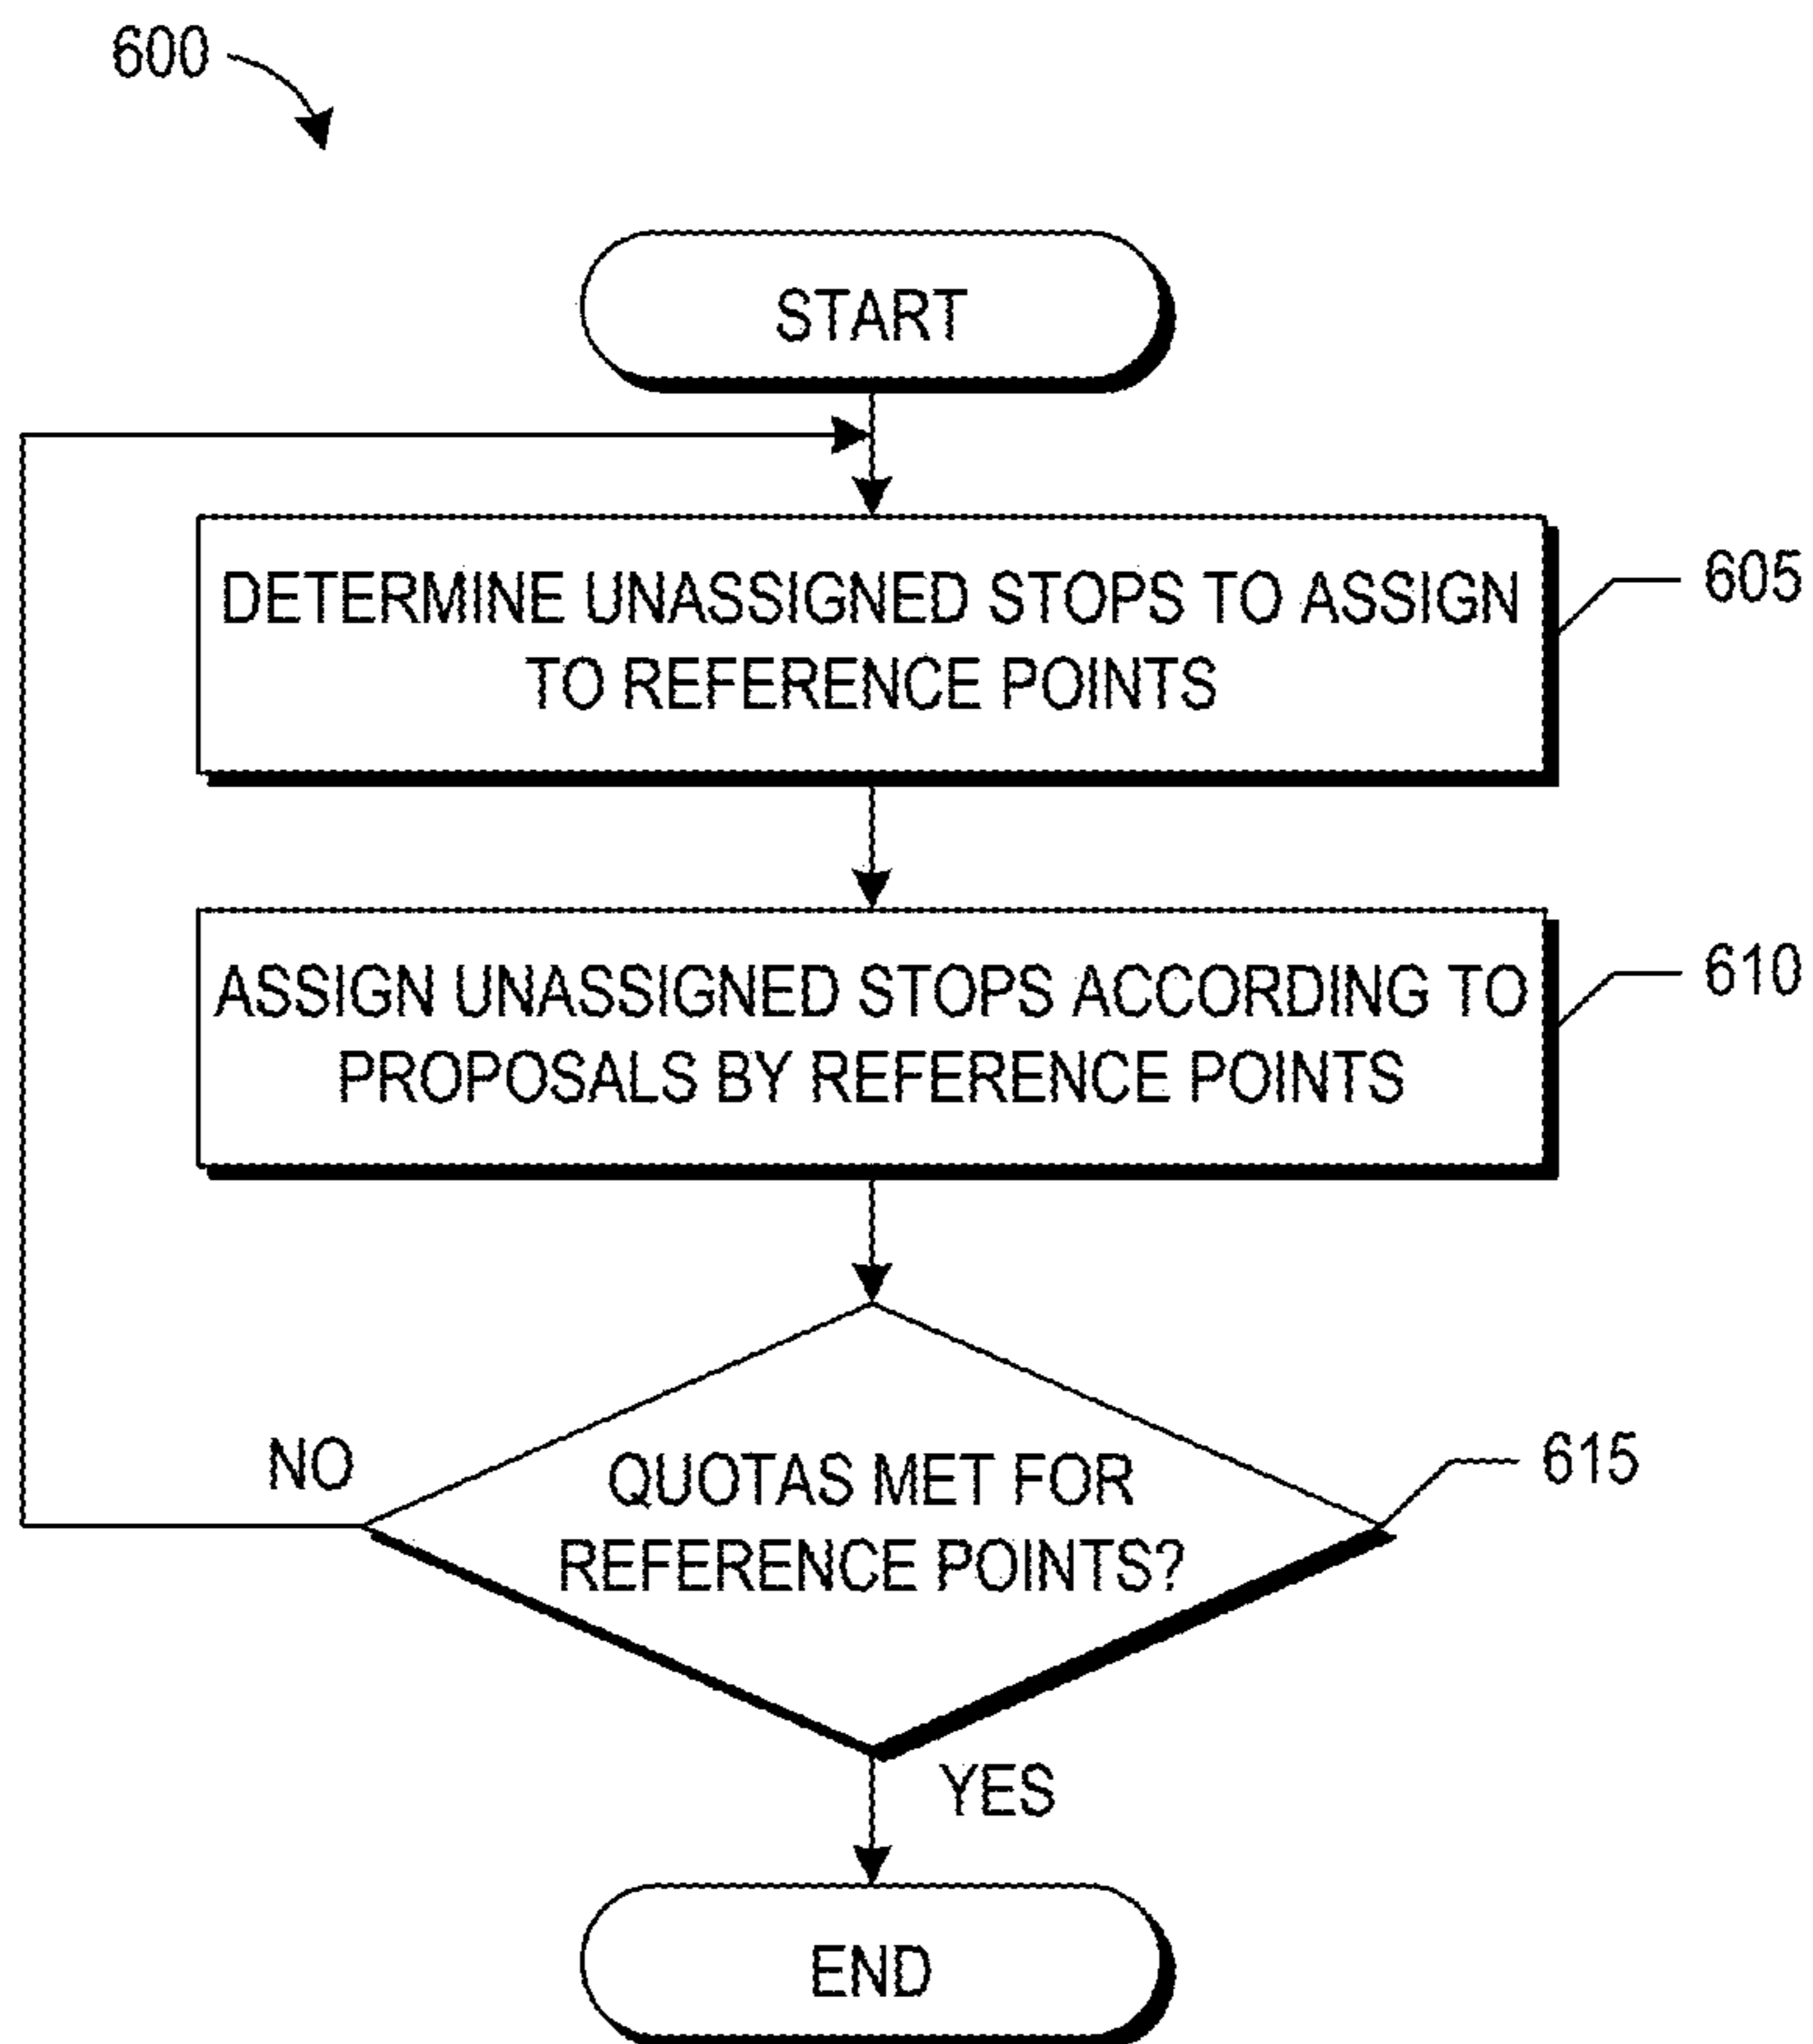 600
START
DETERMINE UNASSIGNED STOPS TO ASSIGN
TO REFERENCE POINTS
605
ASSIGN UNASSIGNED STOPS ACCORDING TO
PROPOSALS BY REFERENCE POINTS
610
NO
QUOTAS MET FOR
REFERENCE POINTS?
615
YES
END